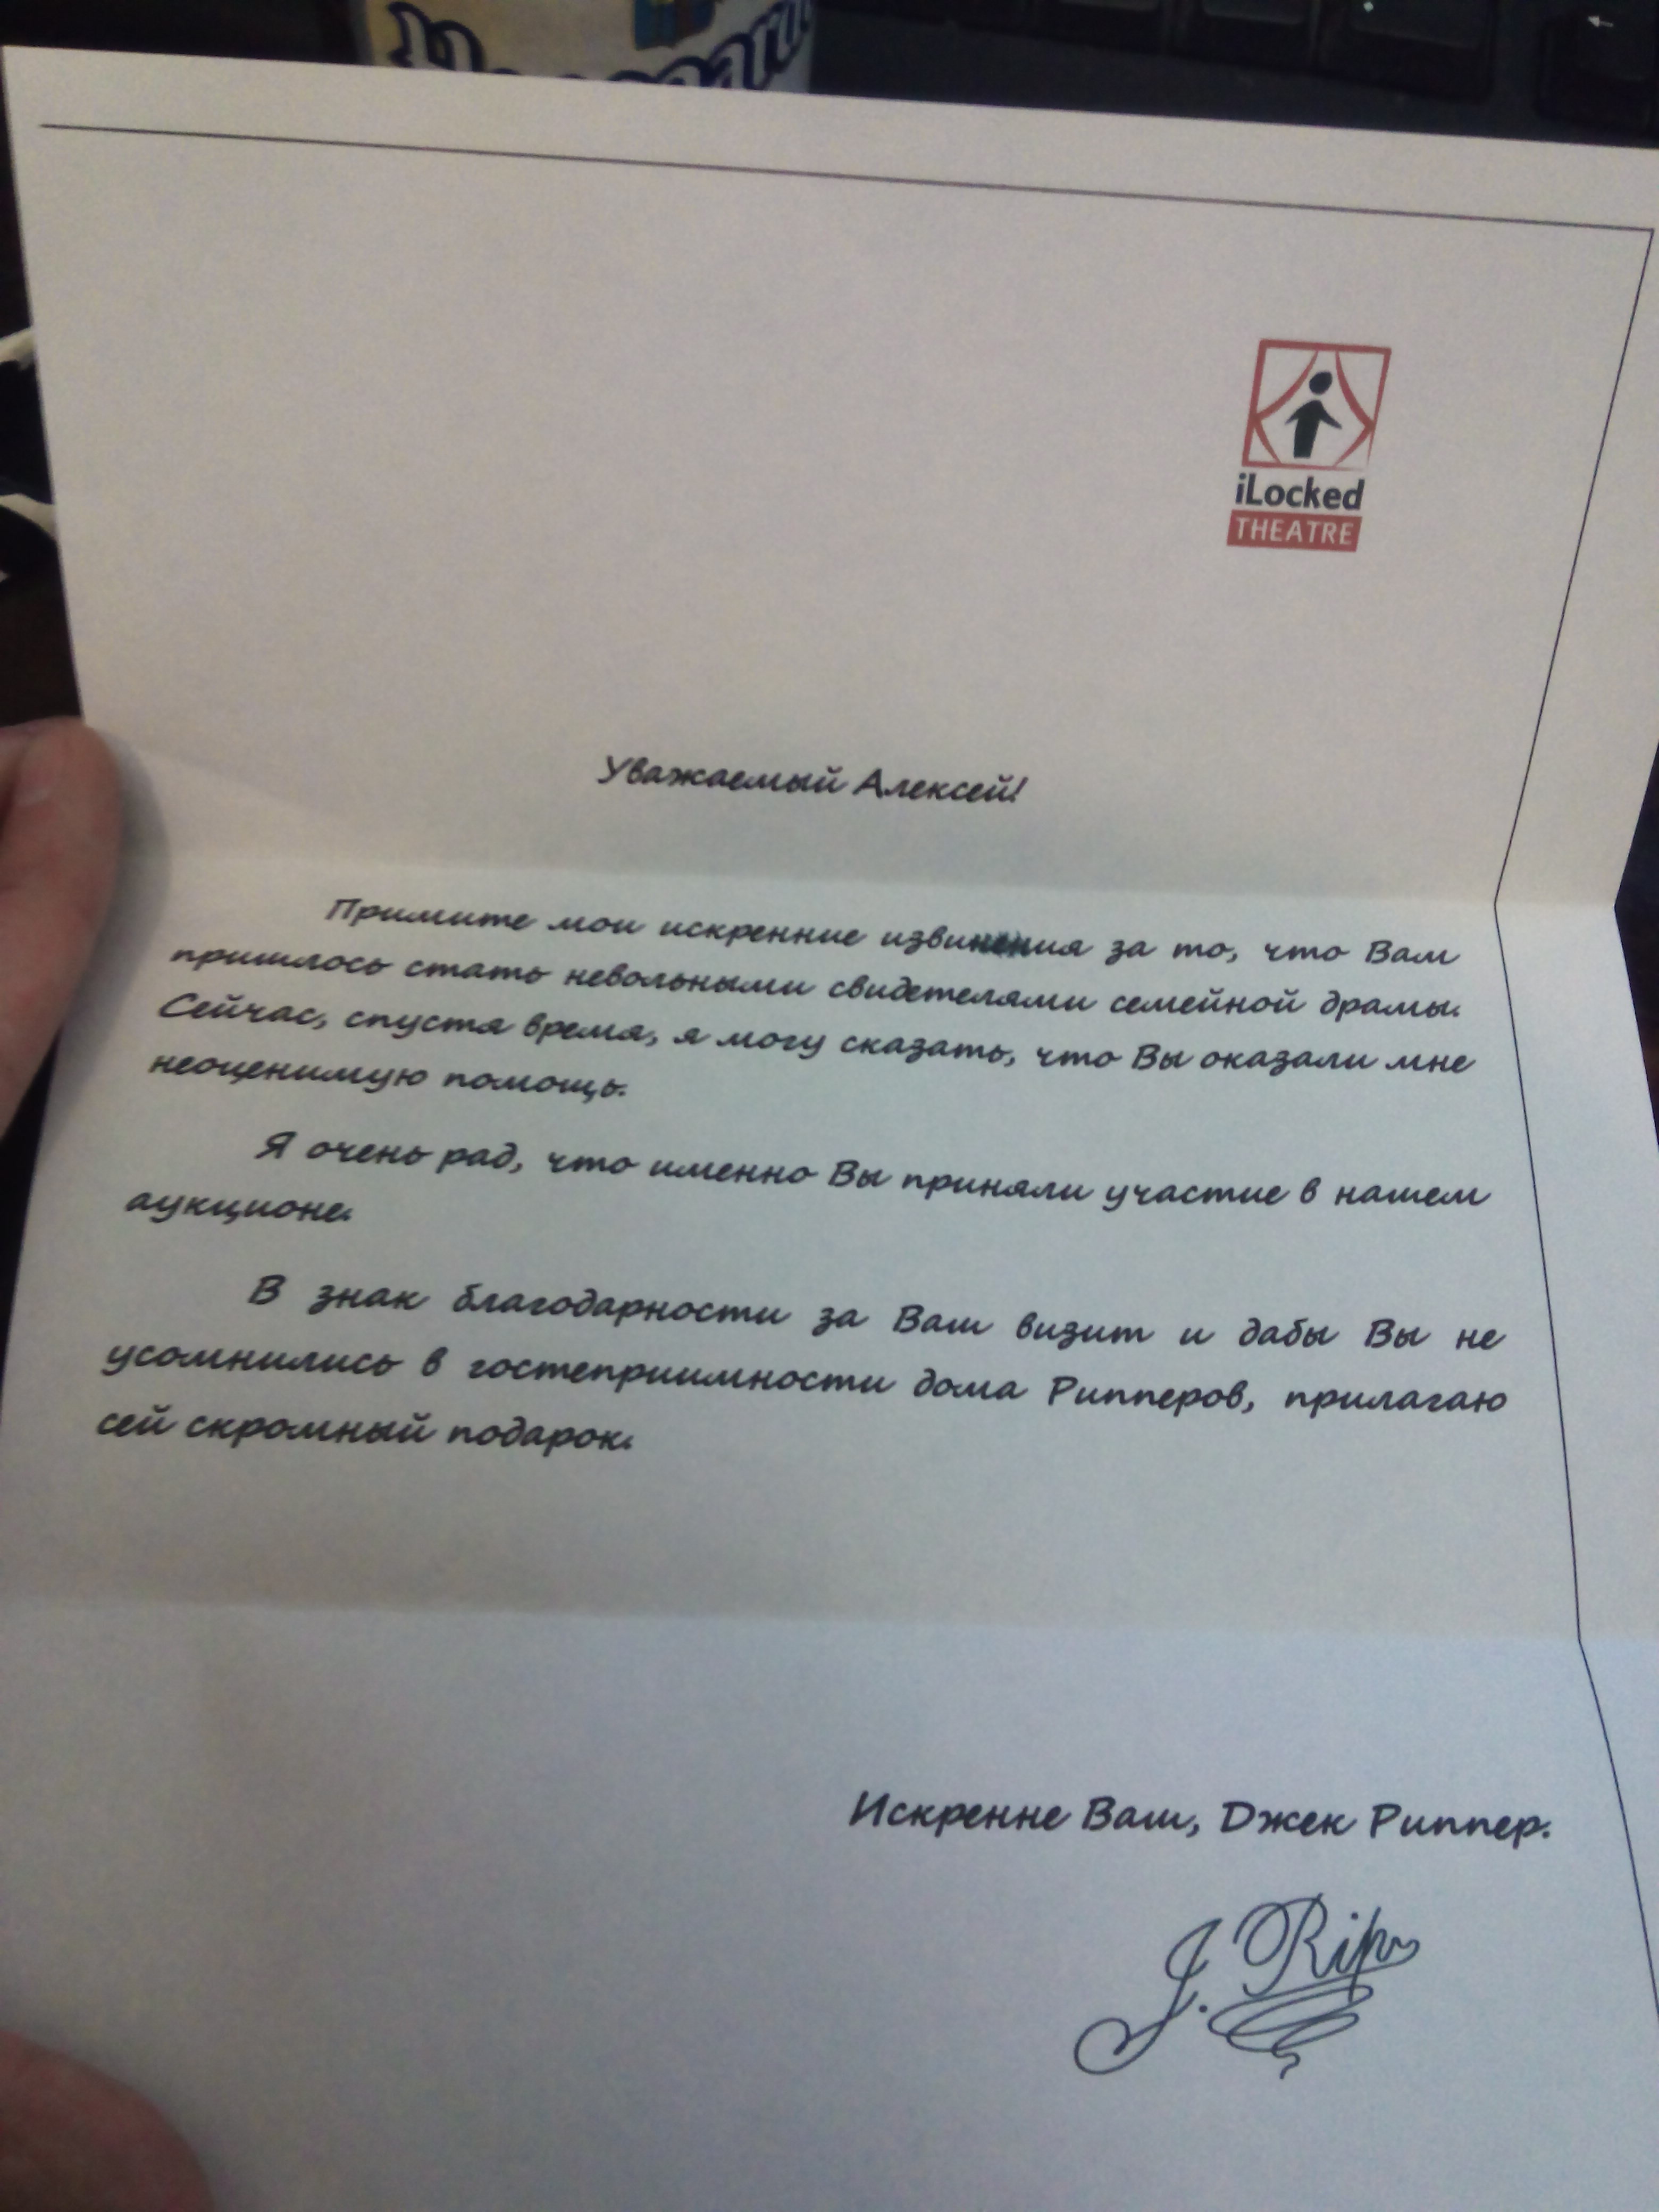 iLocked
THEATRE
Уважаемый Алексей!
Примите мои искренние извинения за то, что Вам
пришлось стать невольными свидетелями семейной драмы.
Сейчас, спустя время, я могу сказать, что Вы оказали мне
неоценимую помощь.
Я очень рад, что именно Вы приняли участие в нашем
аукционе.
В знак благодарности за Ваш визит и дабы Вы не
усомнились в гостеприимности дома Рипперов, прилагаю
сей скромный подарок.
Искренне Ваш, Джек Риппер.
J. Rip